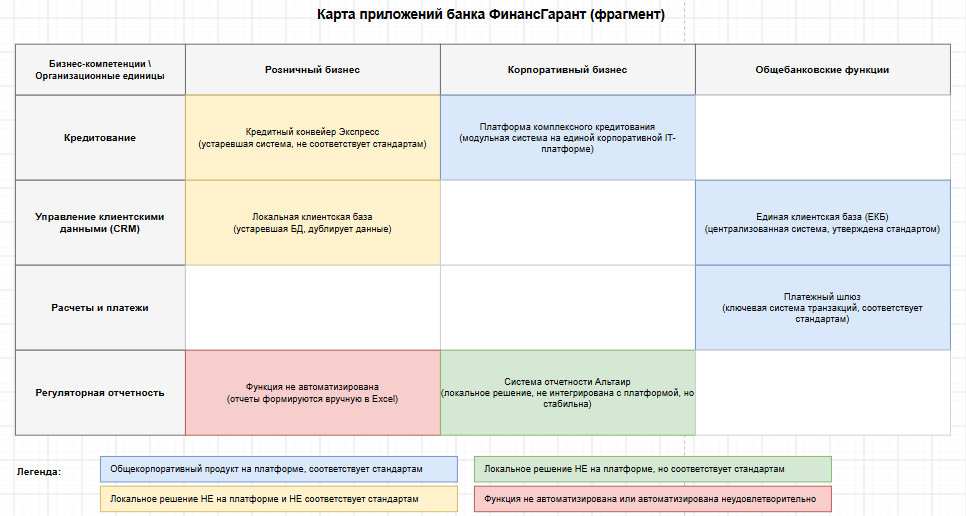 Карта приложений банка ФинансГарант (фрагмент)
Бизнес-компетенции \
Организационные единицы
Розничный бизнес
Корпоративный бизнес
Общебанковские функции
Кредитование
Кредитный конвейер Экспресс
(устаревшая система, не соответствует стандартам)
Платформа комплексного кредитования
(модульная система на единой корпоративной IT-
платформе)
Управление клиентскими
данными (CRM)
Локальная клиентская база
(устаревшая БД, дублирует данные)
Единая клиентская база (ЕКБ)
(централизованная система, утверждена стандартом)
Расчеты и платежи
Платежный шлюз
(ключевая система транзакций, соответствует
стандартам)
Регуляторная отчетность
Функция не автоматизирована
(отчеты формируются вручную в Excel)
Система отчетности Альтаир
(локальное решение, не интегрирована с платформой, но
стабильна)
Легенда:
Общекорпоративный продукт на платформе, соответствует стандартам
Локальное решение НЕ на платформе, но соответствует стандартам
Локальное решение НЕ на платформе и НЕ соответствует стандартам
Функция не автоматизирована или автоматизирована неудовлетворительно